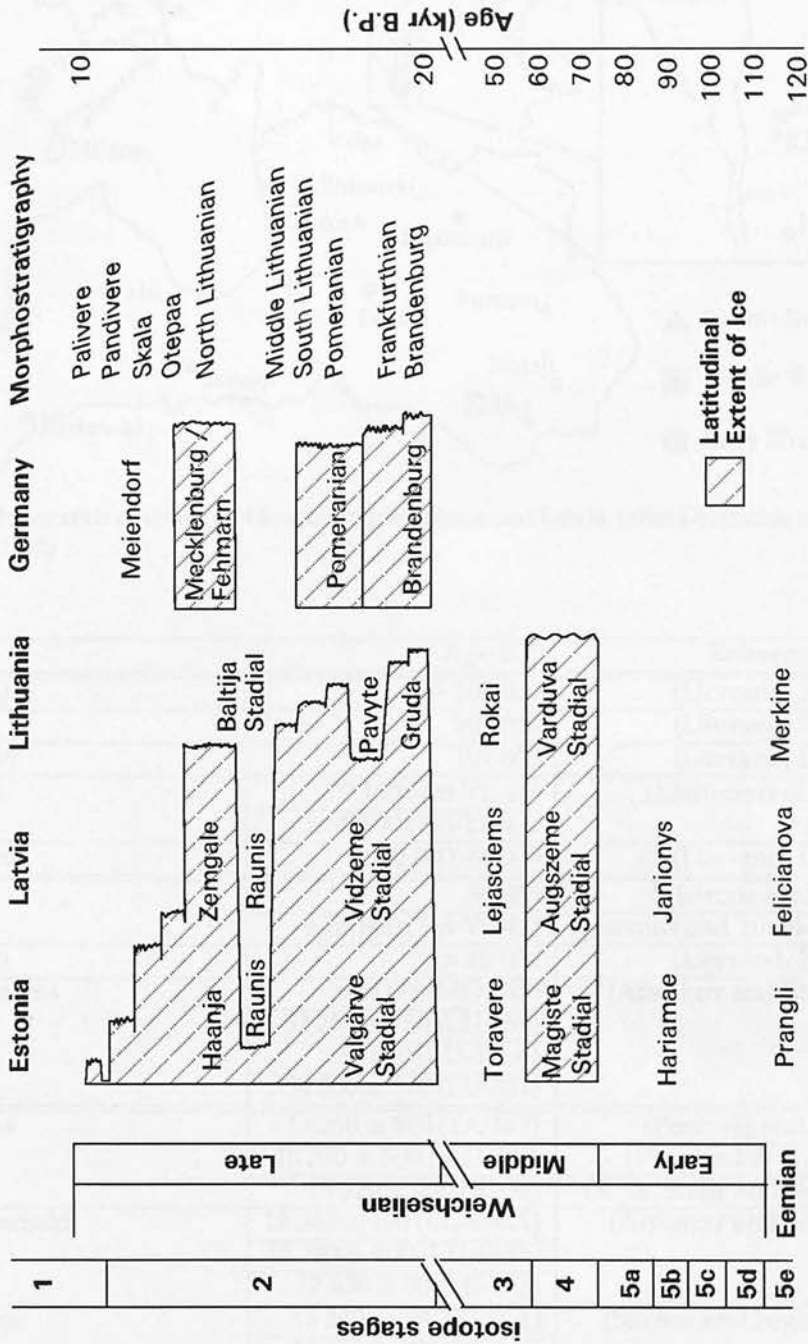 isotope stages
Estonia Latvia Lithuania Germany Morphostratigraphy
Age (kyr B.P.)
1
2
3
4
5a
5b
5c
5d
5e
Weichselian
Late
Middle
Early
Eemian
Haanja
Raunis
Valgarve
Stadial
Toravere
Magiste
Stadial
Hariamae
Prangli
Zemgale
Raunis
Vidzeme
Stadial
Lejasciems
Augszeme
Stadial
Janionys
Felicianova
Baltija
Stadial
Pavyte
Gruda
Rokai
Varduva
Stadial
Merkine
Meiendorf
Miecklenburg
Fehmarn
Pomeranian
Brandenburg
Palivere
Pandivere
Skala
Otepaa
North Lithuanian
Middle Lithuanian
South Lithuanian
Pomeranian
Frankfurthian
Brandenburg
Latitudinal
Extent of Ice
10
20
50
60
70
80
90
100
110
120